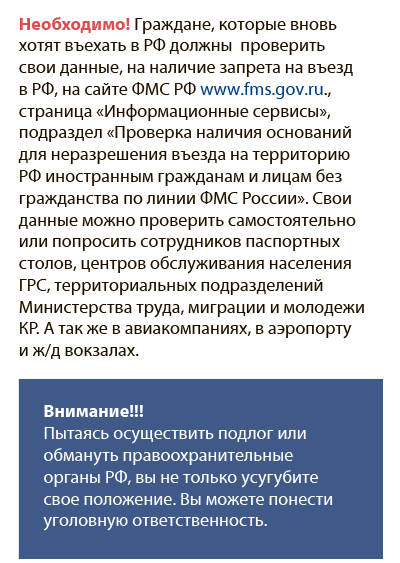 Необходимо! Граждане, которые вновь
хотят въехать в РФ должны  проверить
свои данные, на наличие запрета на въезд
в РФ, на сайте ФМС РФ www.fms.gov.ru.,
страница «Информационные сервисы»,
подраздел «Проверка наличия оснований
для неразрешения въезда на территорию
РФ иностранным гражданам и лицам без
гражданства по линии ФМС России». Свои
данные можно проверить самостоятельно
или попросить сотрудников паспортных
столов, центров обслуживания населения
ГРС, территориальных подразделений
Министерства труда, миграции и молодежи
КР. А так же в авиакомпаниях, в аэропорту
и ж/д вокзалах.
Внимание!!!
Пытаясь осуществить подлог или
обмануть правоохранительные
органы РФ, вы не только усугубите
свое положение. Вы можете понести
уголовную ответственность.